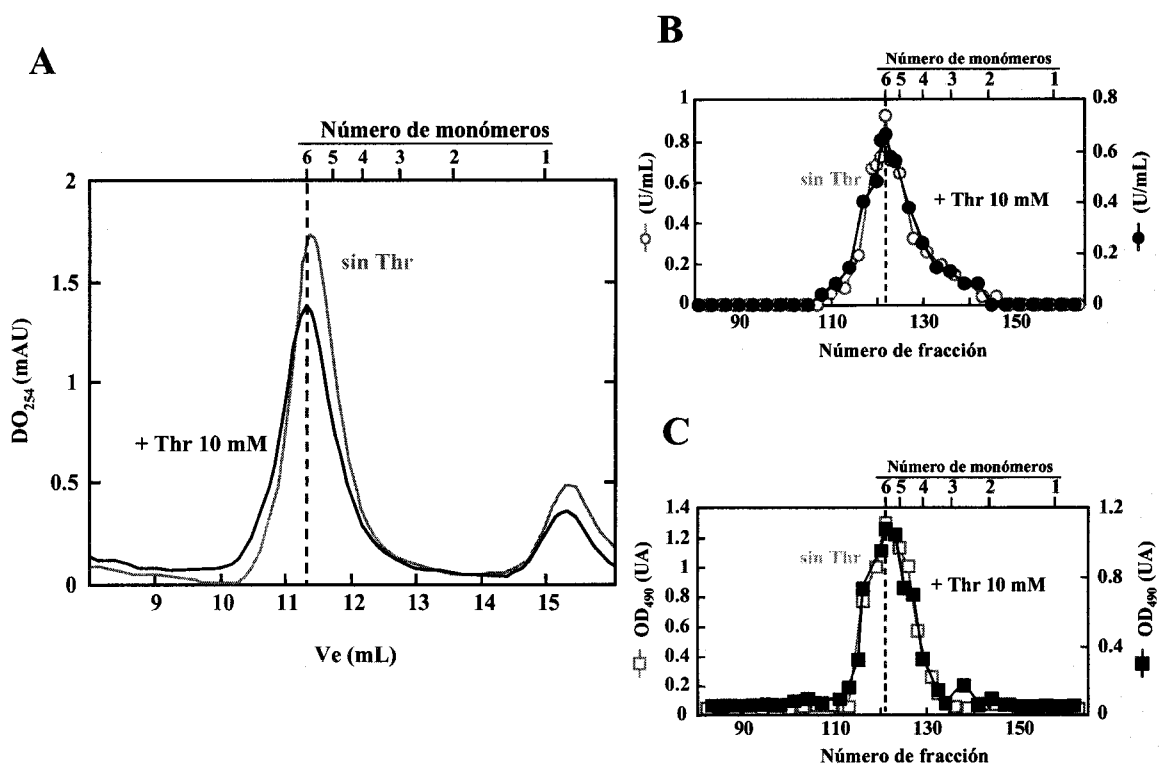 A
Número de monómeros
6 5 4 3 2 1
2
1.5
1
0.5
0
sin Thr
+ Thr 10 mM
DO254 (mAU)
9 10 11 12 13 14 15
Ve (mL)
B
Número de monómeros
6 5 4 3 2 1
1
0.8
0.6
0.4
0.2
0
0.8
0.6
0.4
0.2
0
sin Thr
+ Thr 10 mM
(U/mL)
(U/mL)
90 110 130 150
Número de fracción
C
Número de monómeros
6 5 4 3 2 1
1.4
1.2
1
0.8
0.6
0.4
0.2
0
1.2
0.8
0.4
0
sin Thr
+ Thr 10 mM
OD490 (UA)
OD490 (UA)
90 110 130 150
Número de fracción